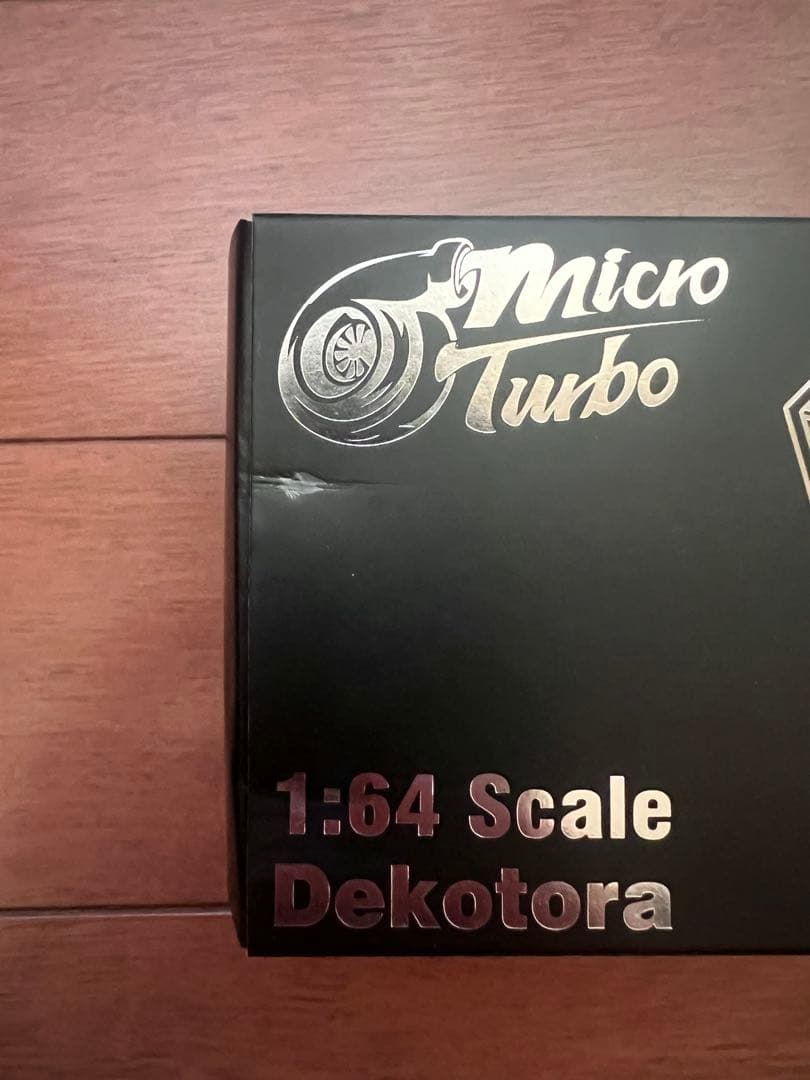 Micro
Turbo
1:64 Scale
Dekotora